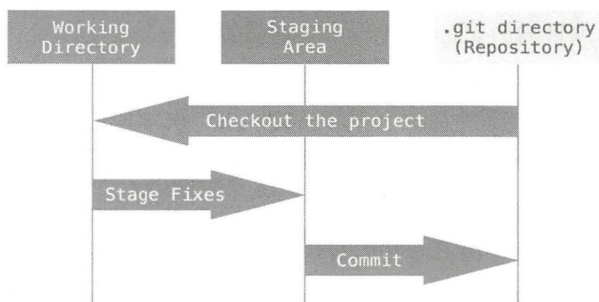 Working
Directory
Staging
Area
.git directory
(Repository)
Checkout the project
Stage Fixes
Commit